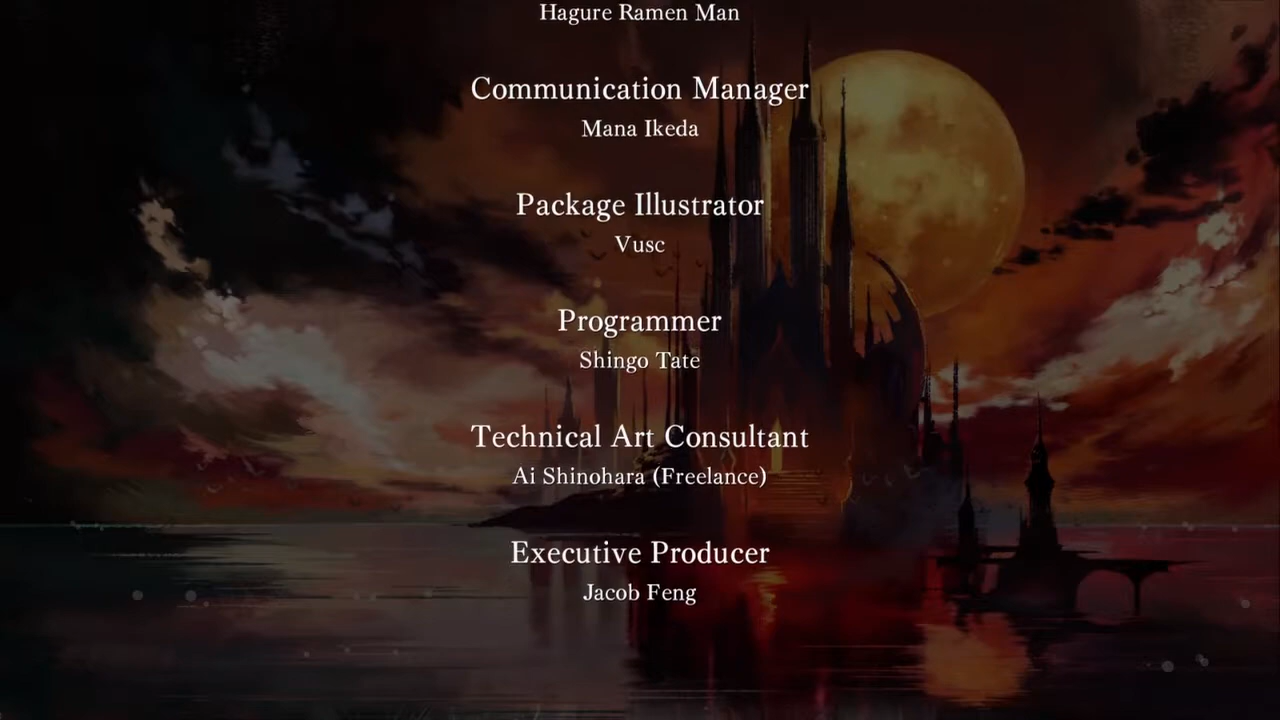 Hagure Ramen Man
Communication Manager
Mana Ikeda
Package Illustrator
Vusc
Programmer
Shingo Tate
Technical Art Consultant
Ai Shinohara (Freelance)
Executive Producer
Jacob Feng